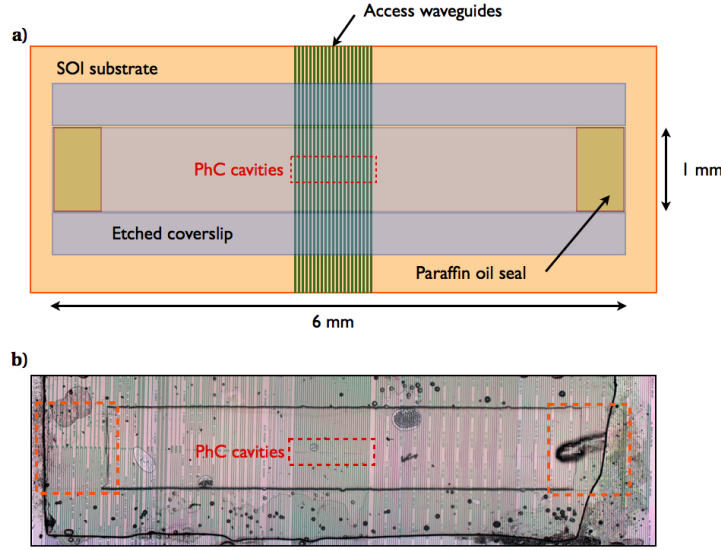 Access waveguides
a)
SOI substrate
PhC cavities
1 mm
Etched coverslip
Paraffin oil seal
6 mm
b)
PhC cavities